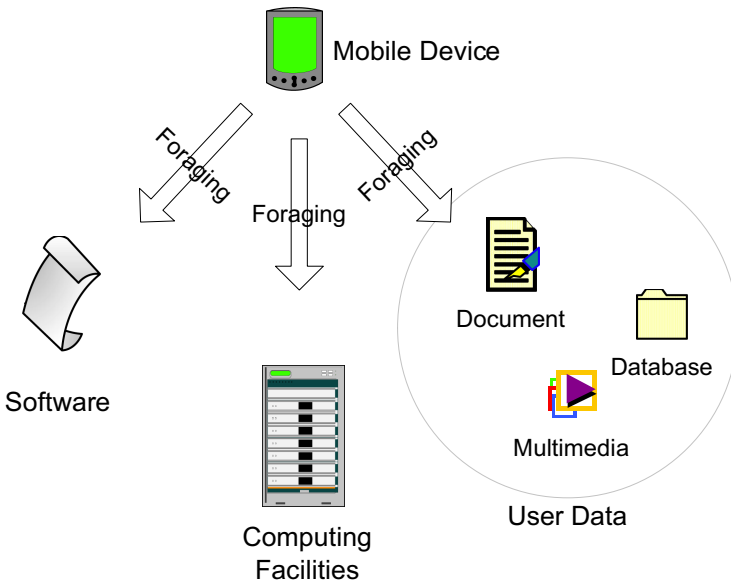 Mobile Device
Foraging
Foraging
Foraging
Document
Database
Software
Multimedia
User Data
Computing
Facilities